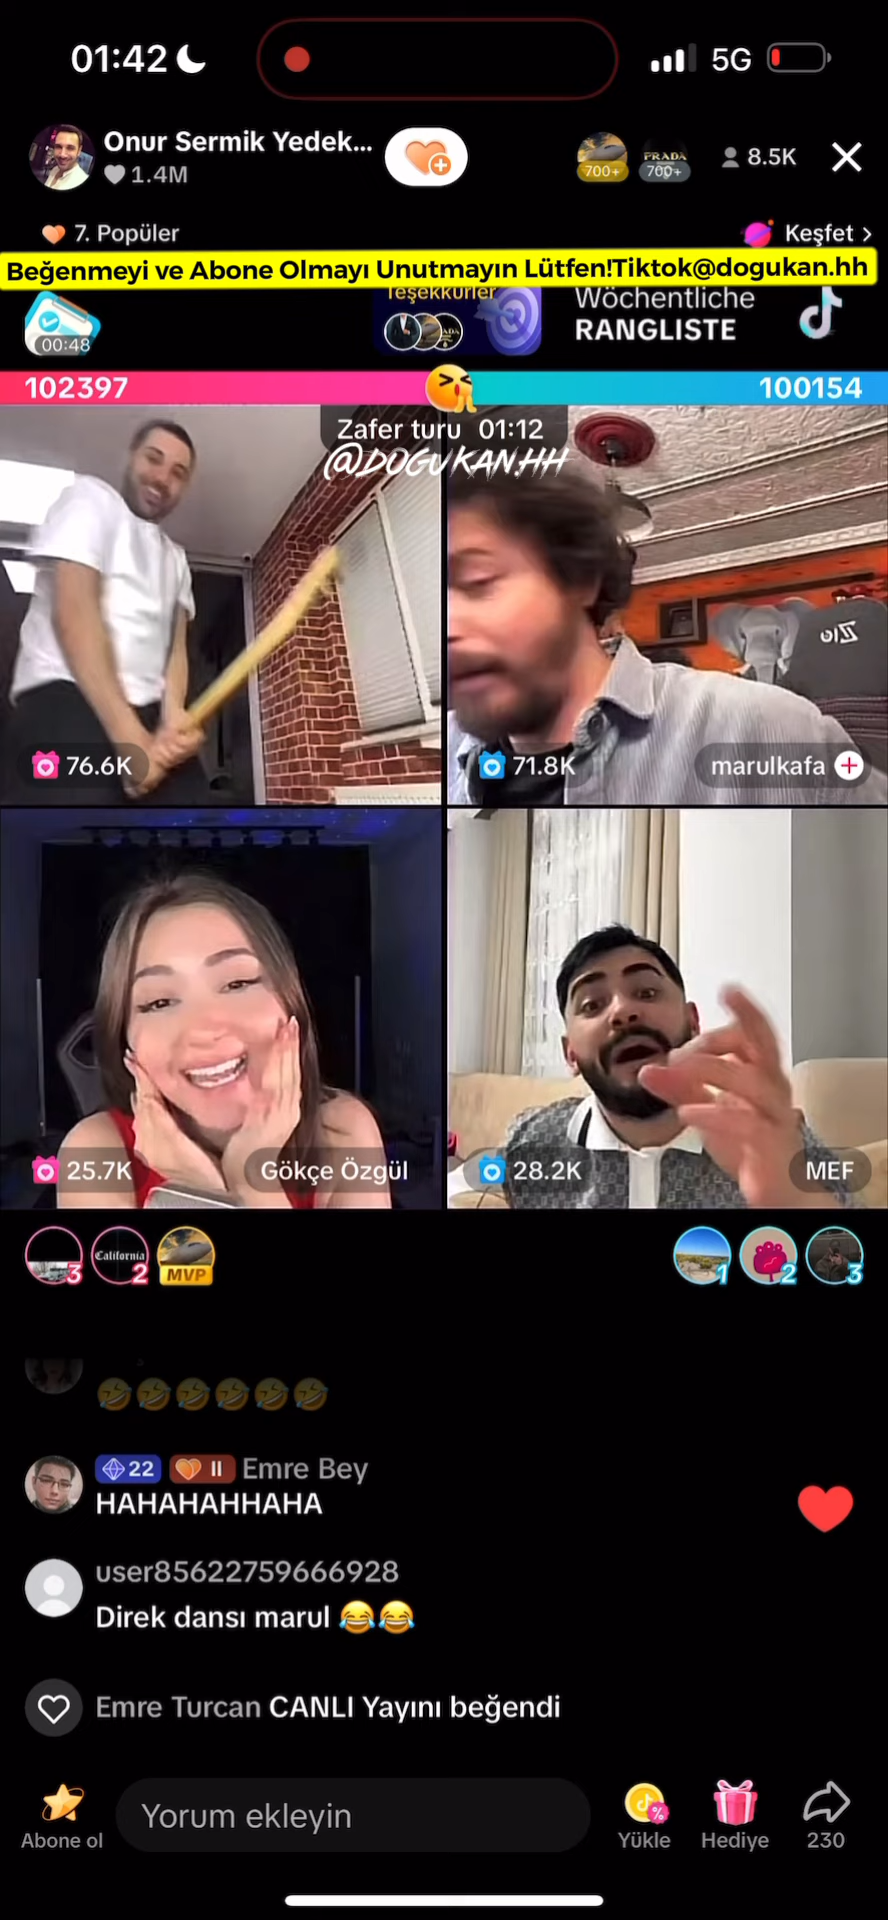 01:42
5G
Onur Sermik Yedek...
1.4M
700+
PRADA
700+
8.5K
7. Popüler
Keşfet >
Beğenmeyi ve Abone Olmayı Unutmayın Lütfen!Tiktok@dogukan.hh
Teşekkürler
Wöchentliche
RANGLISTE
00:48
102397
100154
Zafer turu 01:12
@DOGUKAN.HH
76.6K
71.8K
marulkafa
25.7K
Gökçe Özgül
28.2K
MEF
3
California
2
MVP
1
2
3
22
II
Emre Bey
HAHAHAHHAHA
user85622759666928
Direk dansı marul 😂😂
Emre Turcan CANLI Yayını beğendi
Yorum ekleyin
Abone ol
Yükle
Hediye
230